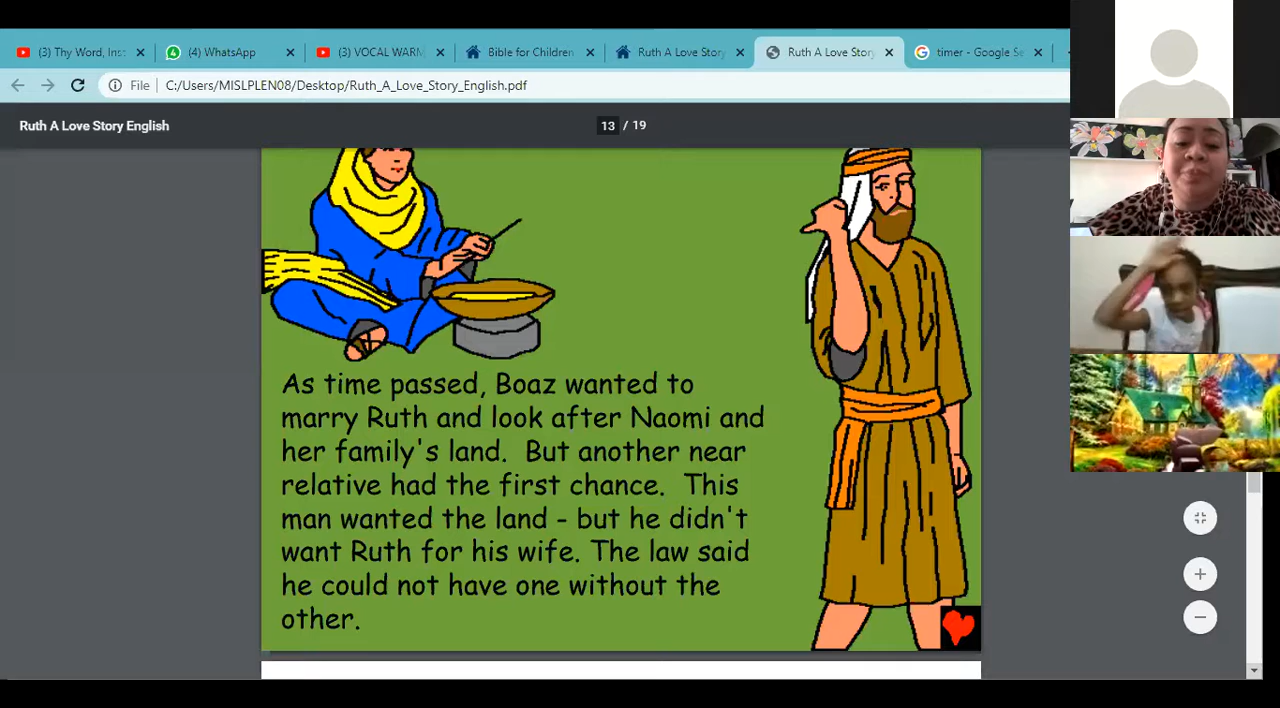 (3) Thy Word, Ins
(4) WhatsApp
(3) VOCAL WARM
Bible for Children
Ruth A Love Story
Ruth A Love Story
timer - Google Se
File
C:/Users/MISLPLEN08/Desktop/Ruth_A_Love_Story_English.pdf
Ruth A Love Story English
13 / 19
As time passed, Boaz wanted to
marry Ruth and look after Naomi and
her family's land. But another near
relative had the first chance. This
man wanted the land - but he didn't
want Ruth for his wife. The law said
he could not have one without the
other.